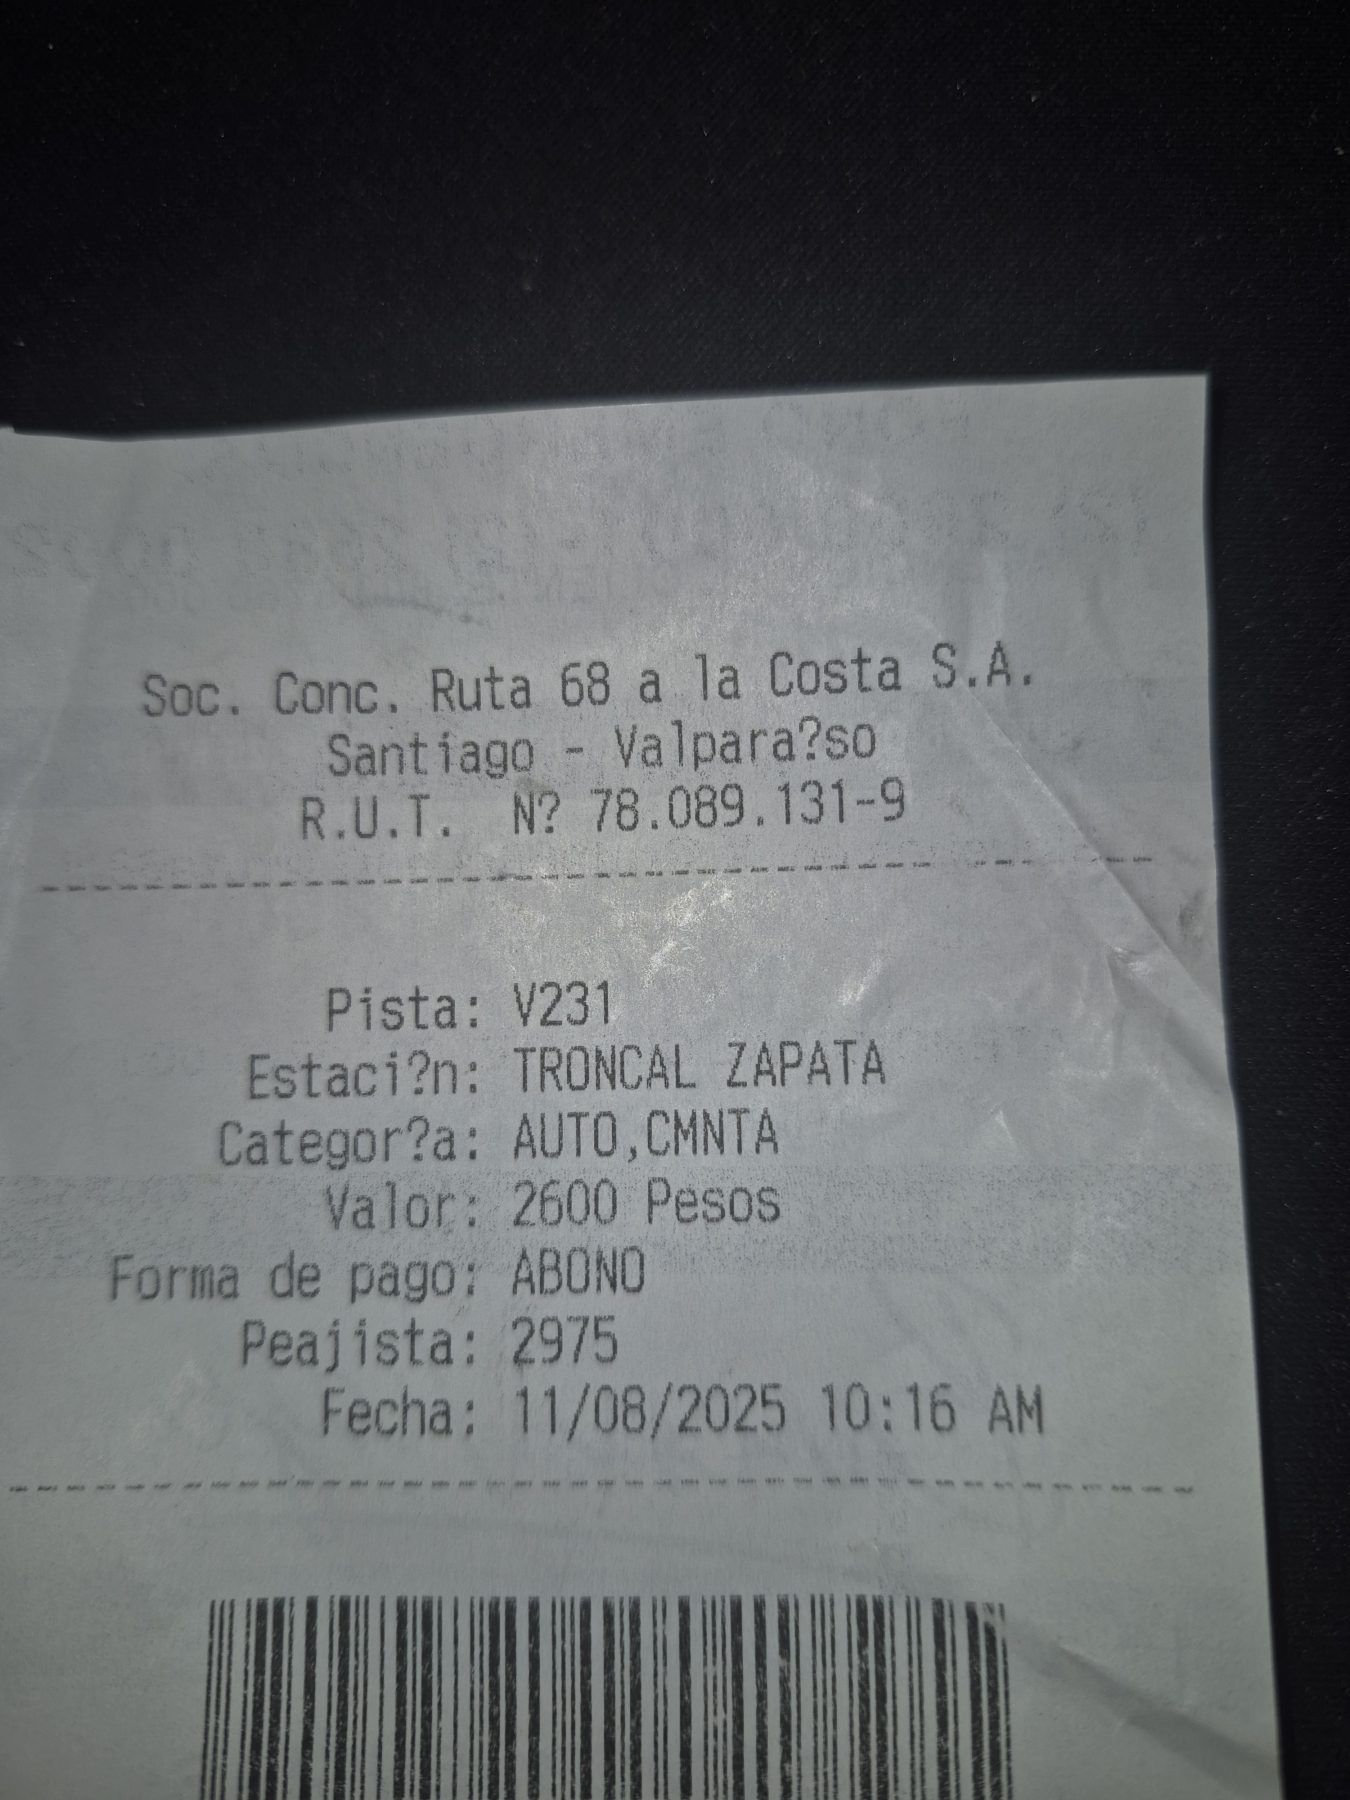 Soc. Conc. Ruta 68 a la Costa S.A.
Santiago - Valpara?so
R.U.T. N? 78.089.131-9
Pista: V231
Estaci?n: TRONCAL ZAPATA
Categor?a: AUTO,CMNTA
Valor: 2600 Pesos
Forma de pago: ABONO
Peajista: 2975
Fecha: 11/08/2025 10:16 AM